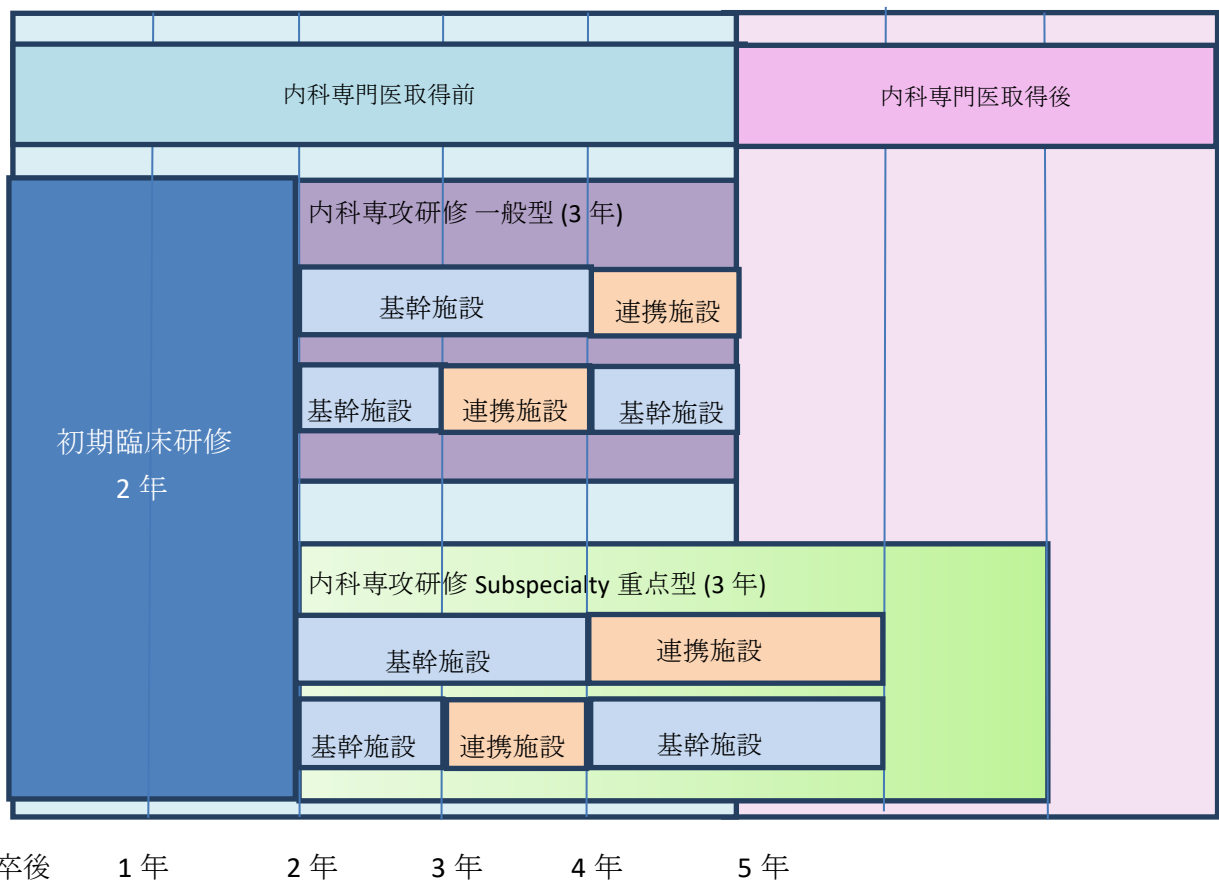 内科専門医取得前
内科専門医取得後
初期臨床研修
2 年
内科専攻研修 一般型 (3 年)
基幹施設
連携施設
基幹施設
連携施設
基幹施設
内科専攻研修 Subspecialty 重点型 (3 年)
基幹施設
連携施設
基幹施設
連携施設
基幹施設
卒後 1 年 2 年 3 年 4 年 5 年